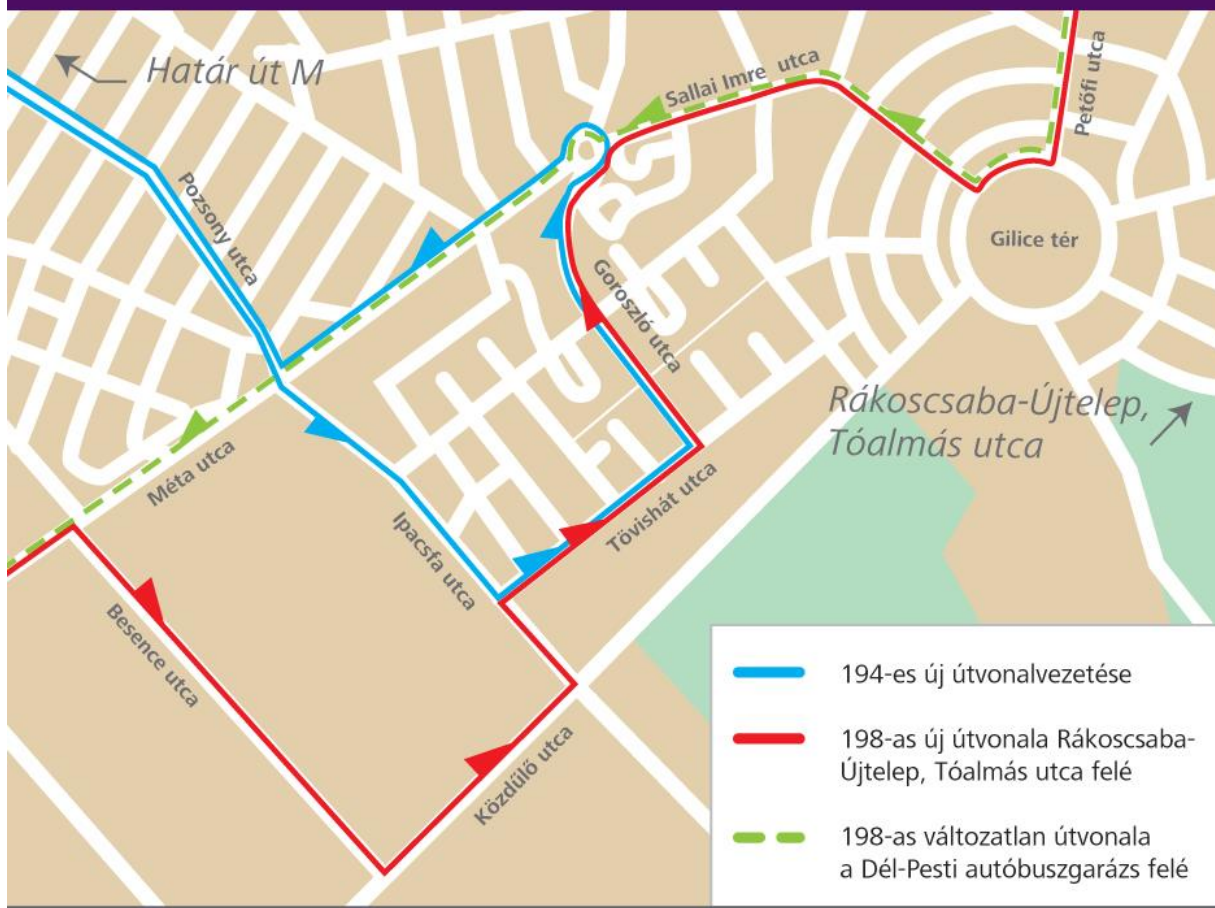 Határ út M
Sallai Imre utca
Petőfi utca
Pozsony utca
Gilice tér
Goroszló utca
Rákoscsaba-Újtelep,
Tóalmás utca
Méta utca
Ipacsfa utca
Tövishát utca
Besence utca
Közdűlő utca
194-es új útvonalvezetése
198-as új útvonala Rákoscsaba-
Újtelep, Tóalmás utca felé
198-as változatlan útvonala
a Dél-Pesti autóbuszgarázs felé